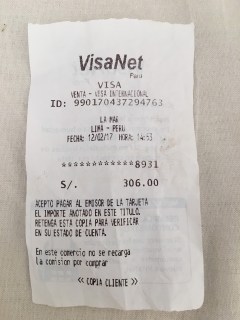 VisaNet
Perú
VISA
VENTA - VISA INTERNACIONAL
ID: 990170437294763
LA MAR
LIMA - PERU
FECHA: 12/02/17 HORA: 14:53
************8931
S/. 306.00
ACEPTO PAGAR AL EMISOR DE LA TARJETA
EL IMPORTE ANOTADO EN ESTE TITULO.
RETENGA ESTA COPIA PARA VERIFICAR
EN SU ESTADO DE CUENTA.
En este comercio no se recarga
la comision por comprar
<< COPIA CLIENTE >>